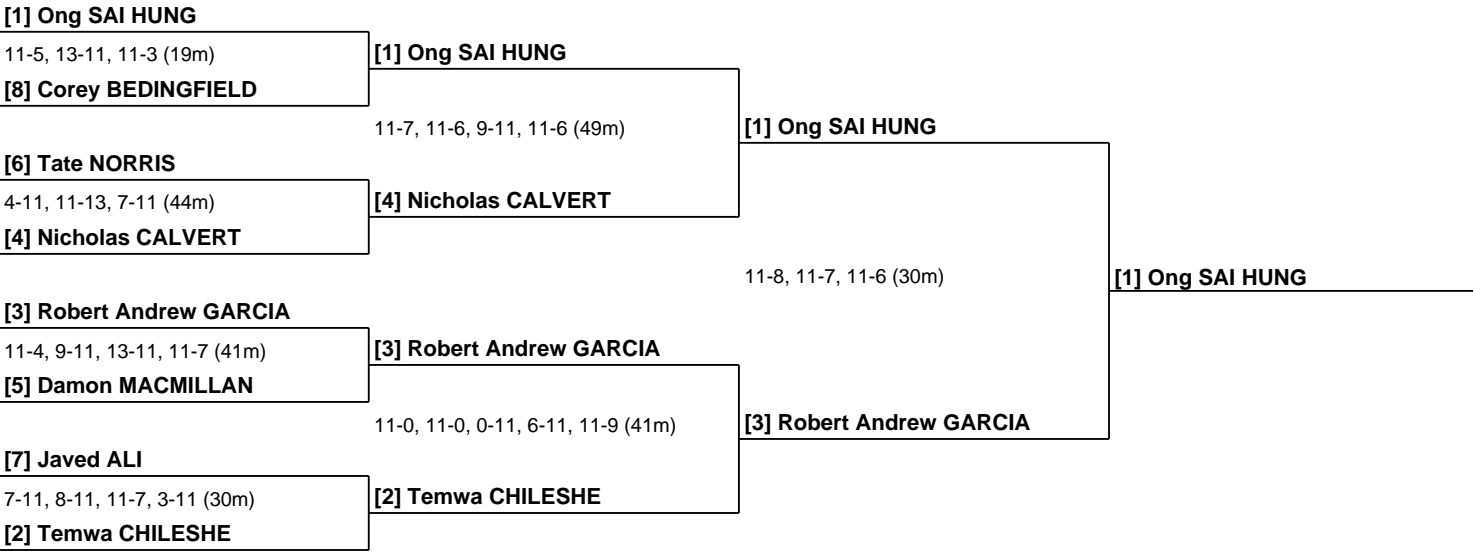 [1] Ong SAI HUNG
11-5, 13-11, 11-3 (19m)
[8] Corey BEDINGFIELD
[6] Tate NORRIS
4-11, 11-13, 7-11 (44m)
[4] Nicholas CALVERT
[3] Robert Andrew GARCIA
11-4, 9-11, 13-11, 11-7 (41m)
[5] Damon MACMILLAN
[7] Javed ALI
7-11, 8-11, 11-7, 3-11 (30m)
[2] Temwa CHILESHE
[1] Ong SAI HUNG
11-7, 11-6, 9-11, 11-6 (49m)
[4] Nicholas CALVERT
[3] Robert Andrew GARCIA
11-0, 11-0, 0-11, 6-11, 11-9 (41m)
[2] Temwa CHILESHE
[1] Ong SAI HUNG
11-8, 11-7, 11-6 (30m)
[3] Robert Andrew GARCIA
[1] Ong SAI HUNG